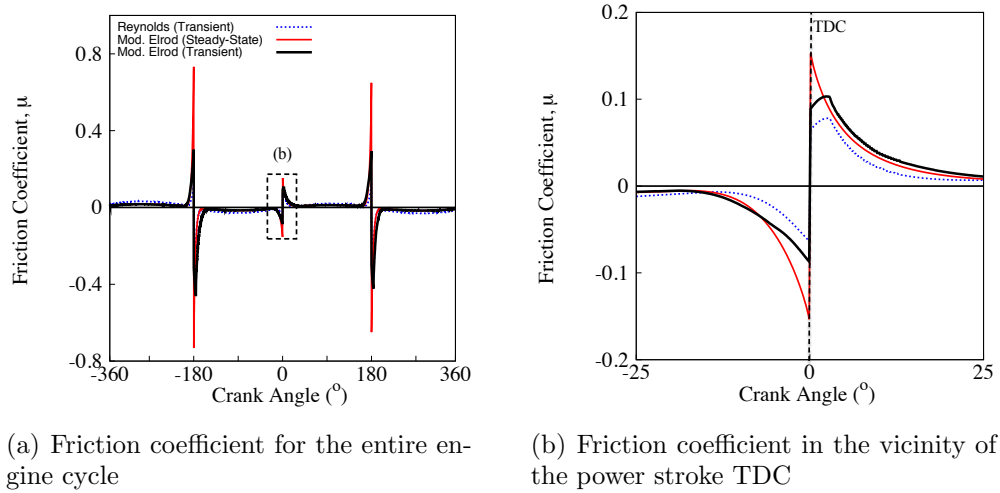 Reynolds (Transient)
Mod. Elrod (Steady-State)
Mod. Elrod (Transient)
0.8
0.4
0
-0.4
-0.8
Friction Coefficient, μ
(b)
-360
-180
0
180
360
Crank Angle (°)
0.2
0.1
0
-0.1
-0.2
Friction Coefficient, μ
TDC
-25
0
25
Crank Angle (°)
(a) Friction coefficient for the entire en-
gine cycle
(b) Friction coefficient in the vicinity of
the power stroke TDC